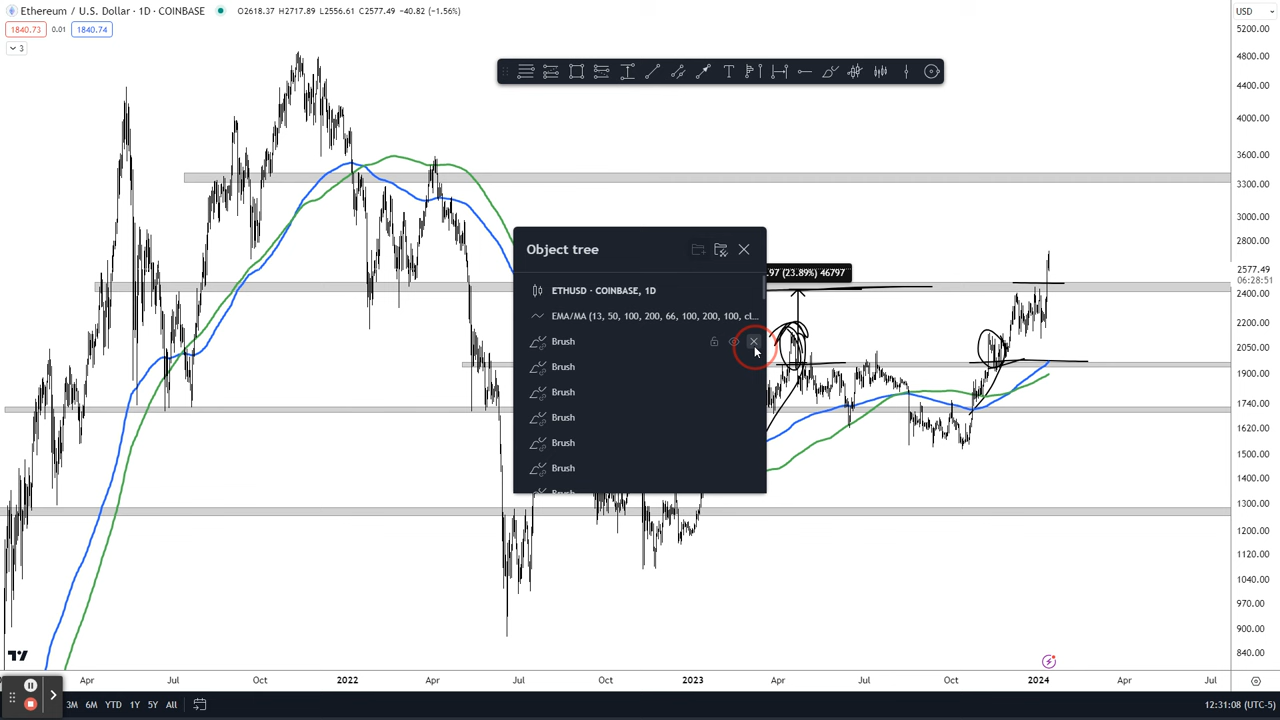 Ethereum / U.S. Dollar · 1D · COINBASE O2618.37 H2717.89 L2556.61 C2577.49 −40.82 (−1.56%) USD
1840.73 0.01 1840.74
3
5200.00
4800.00
4400.00
4000.00
3600.00
3300.00
3000.00
2800.00
2577.49
06:28:51
2400.00
2200.00
2050.00
1900.00
1740.00
1620.00
1500.00
1400.00
1300.00
1200.00
1120.00
1040.00
970.00
900.00
840.00
Object tree
.97 (23.89%) 46797
ETHUSD · COINBASE, 1D
EMA/MA (13, 50, 100, 200, 66, 100, 200, 100, cl...
Brush
Brush
Brush
Brush
Brush
Brush
Brush
Apr Jul Oct 2022 Apr Jul Oct 2023 Apr Jul Oct 2024 Apr Jul
3M 6M YTD 1Y 5Y All 12:31:08 (UTC-5)